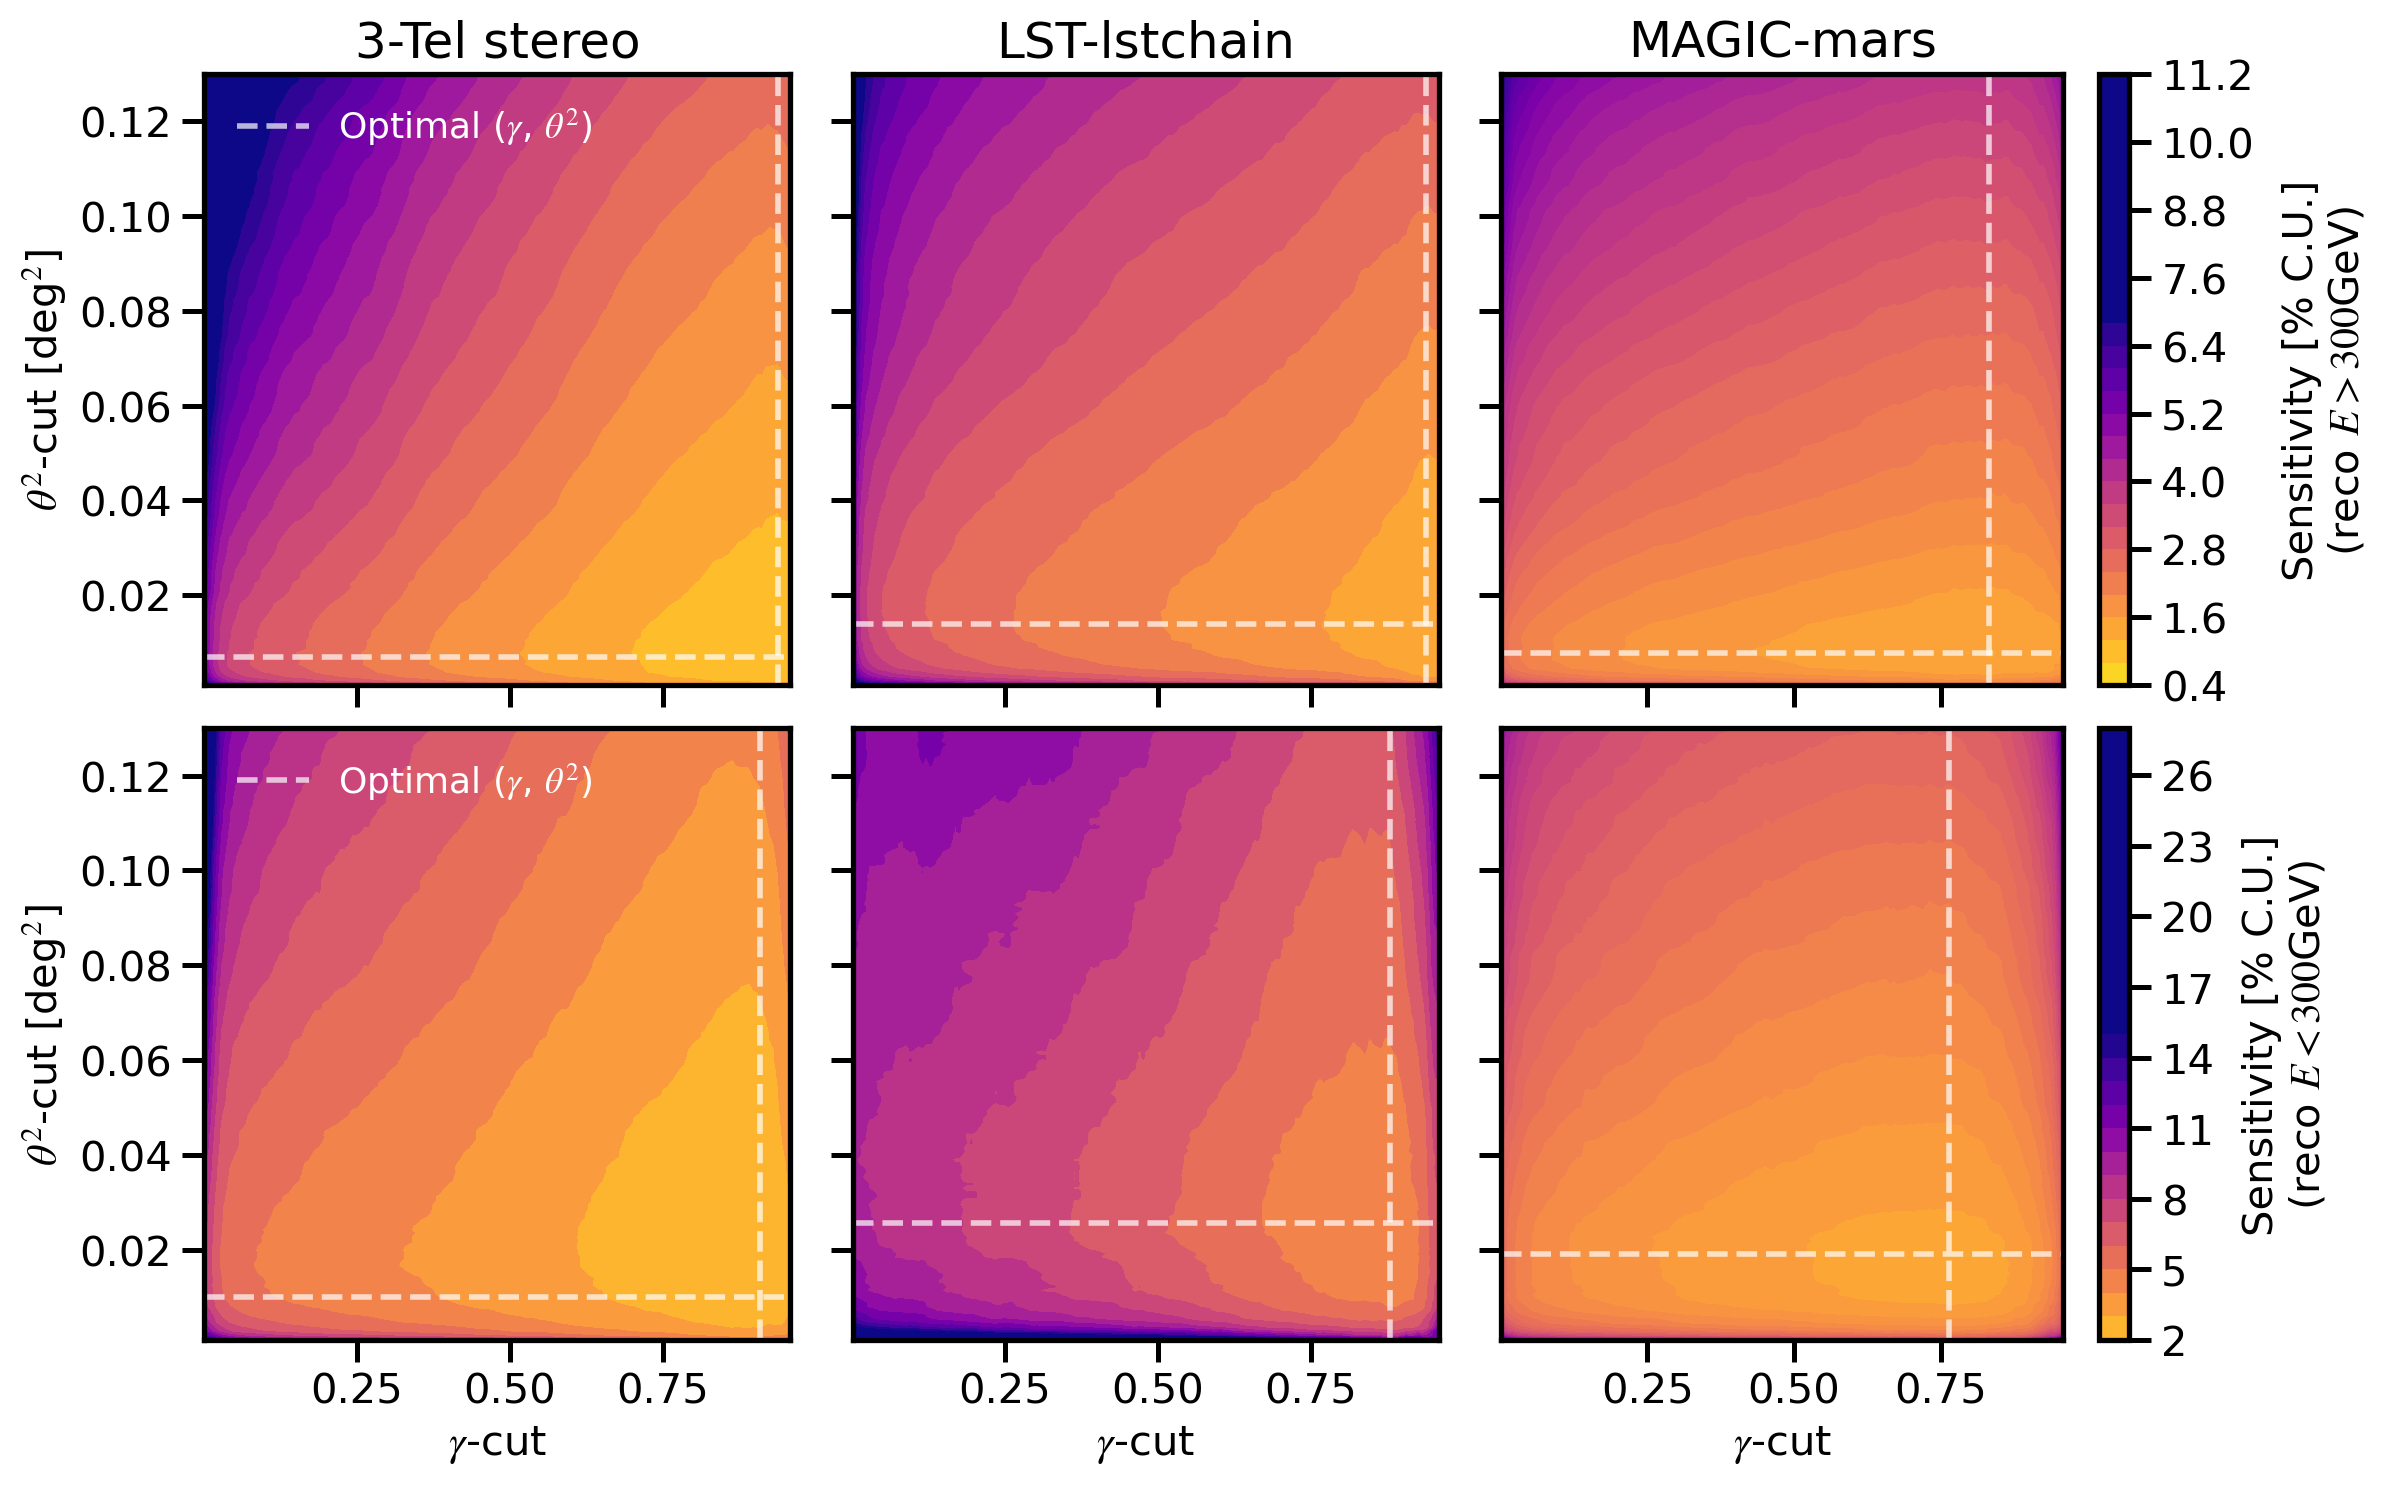 3-Tel stereo
LST-lstchain
MAGIC-mars
Optimal (γ, θ²)
θ²-cut [deg²]
0.12
0.10
0.08
0.06
0.04
0.02
11.2
10.0
8.8
7.6
6.4
5.2
4.0
2.8
1.6
0.4
Sensitivity [% C.U.]
(reco E > 300GeV)
Optimal (γ, θ²)
θ²-cut [deg²]
0.12
0.10
0.08
0.06
0.04
0.02
26
23
20
17
14
11
8
5
2
Sensitivity [% C.U.]
(reco E < 300GeV)
0.25 0.50 0.75
0.25 0.50 0.75
0.25 0.50 0.75
γ-cut
γ-cut
γ-cut